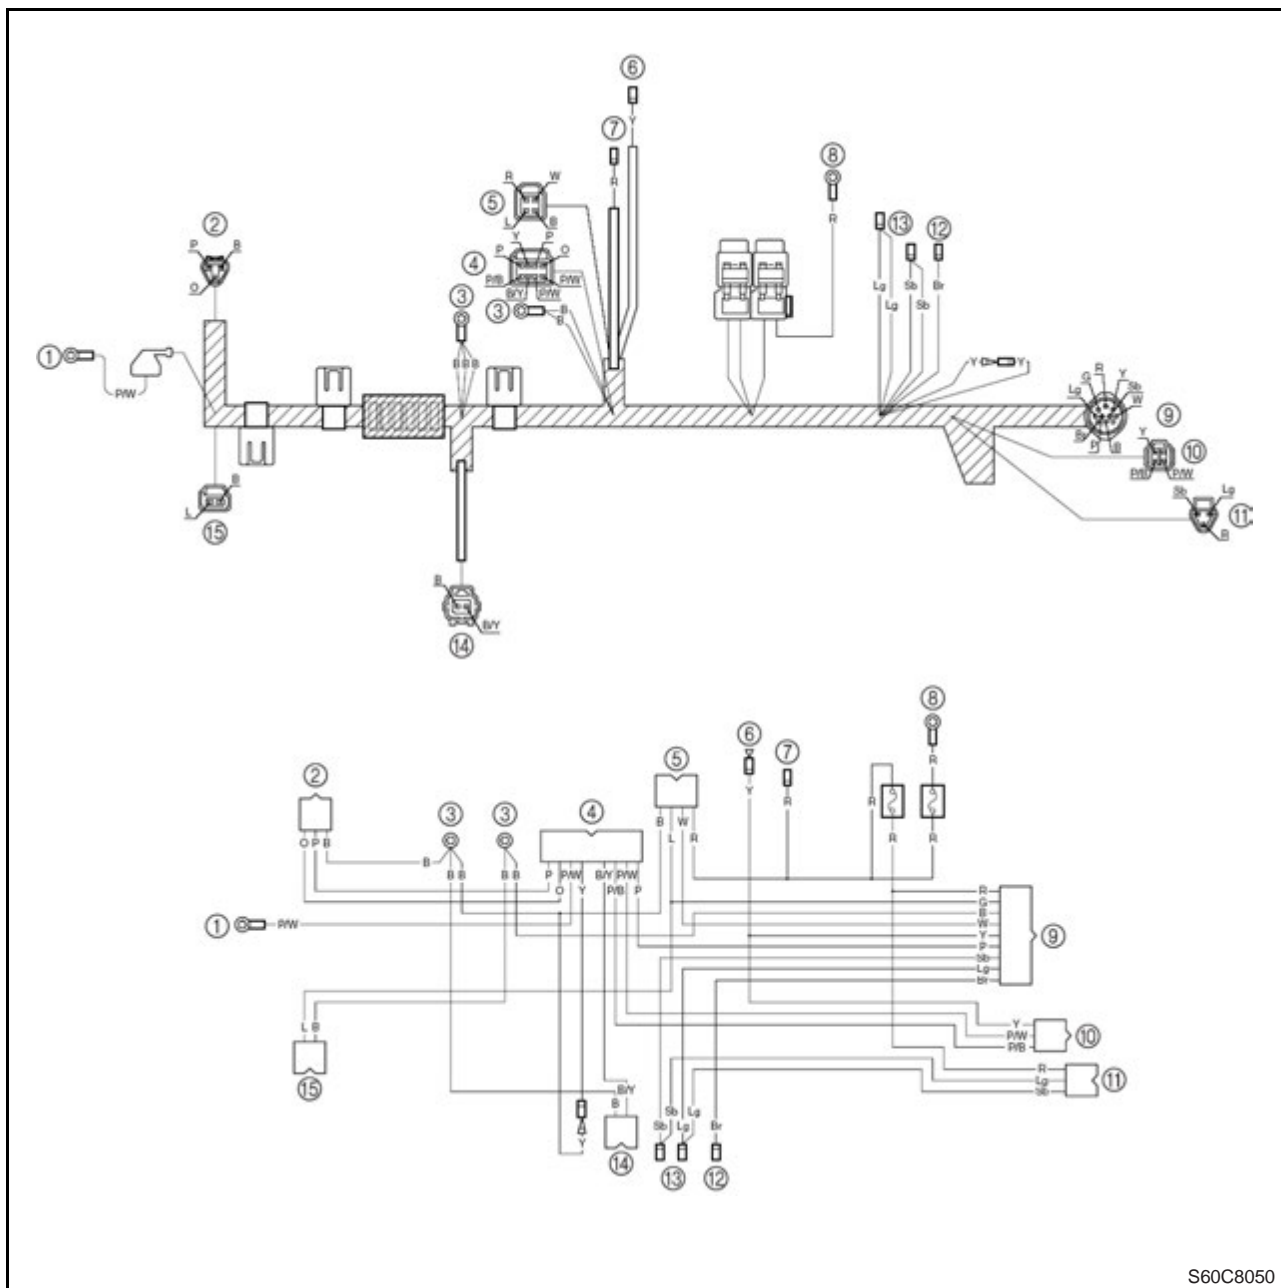 ⑥
⑦
⑧
Y
R W
R
⑤
R
② L B ⑬ ⑫
P B Y P
P O
④
O P/B P/W Lg Sb Br
③ B/Y P/W Sb
③ B Lg
B
① B B B Y Y
P/W
R Y
G Sb
Lg W
⑨
Br Y
P B ⑩
B P/B P/W
L Sb Lg
⑪
⑮ B
B
B/Y
⑭
⑧
⑥ ⑦
⑤
②
R
Y R R
③ ③ ④
B L W R R R
O P B
B
B B B B P O P/W Y B/Y P/B P/W P
R
G
B
① P/W W
Y ⑨
P
Sb
Lg
Br
L B Y
P/W ⑩
P/B
⑮ R
Lg ⑪
B/Y Sb
B Sb Lg
Sb Lg Br
Y
⑭ ⑬ ⑫
S60C8050